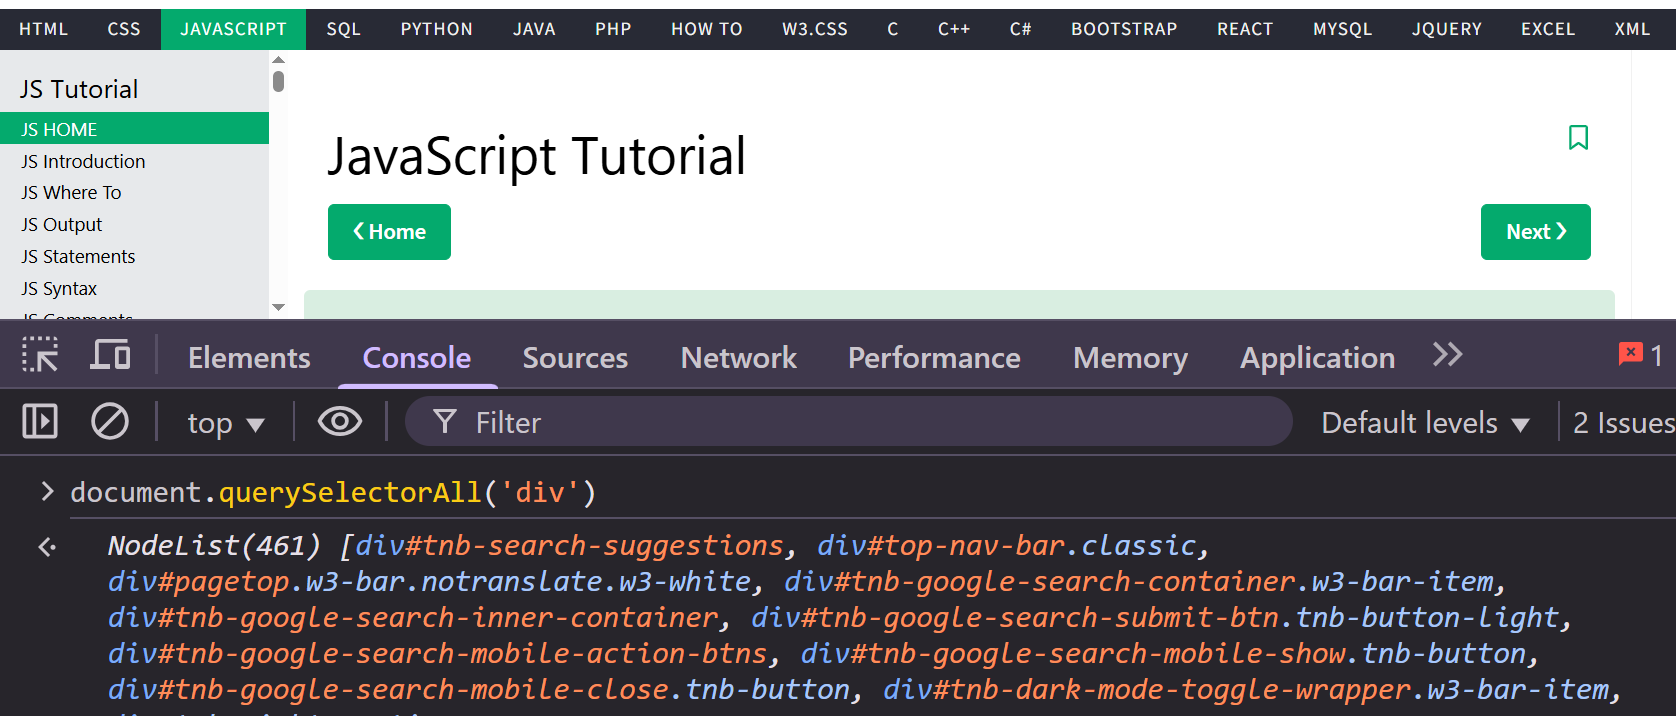 HTML CSS JAVASCRIPT SQL PYTHON JAVA PHP HOW TO W3.CSS C C++ C# BOOTSTRAP REACT MYSQL JQUERY EXCEL XML
JS Tutorial
JS HOME
JS Introduction
JS Where To
JS Output
JS Statements
JS Syntax
JS Comments
JavaScript Tutorial
❮ Home
Next ❯
Elements Console Sources Network Performance Memory Application 1
top Filter Default levels 2 Issues
document.querySelectorAll('div')
NodeList(461) [div#tnb-search-suggestions, div#top-nav-bar.classic,
div#pagetop.w3-bar.notranslate.w3-white, div#tnb-google-search-container.w3-bar-item,
div#tnb-google-search-inner-container, div#tnb-google-search-submit-btn.tnb-button-light,
div#tnb-google-search-mobile-action-btns, div#tnb-google-search-mobile-show.tnb-button,
div#tnb-google-search-mobile-close.tnb-button, div#tnb-dark-mode-toggle-wrapper.w3-bar-item,